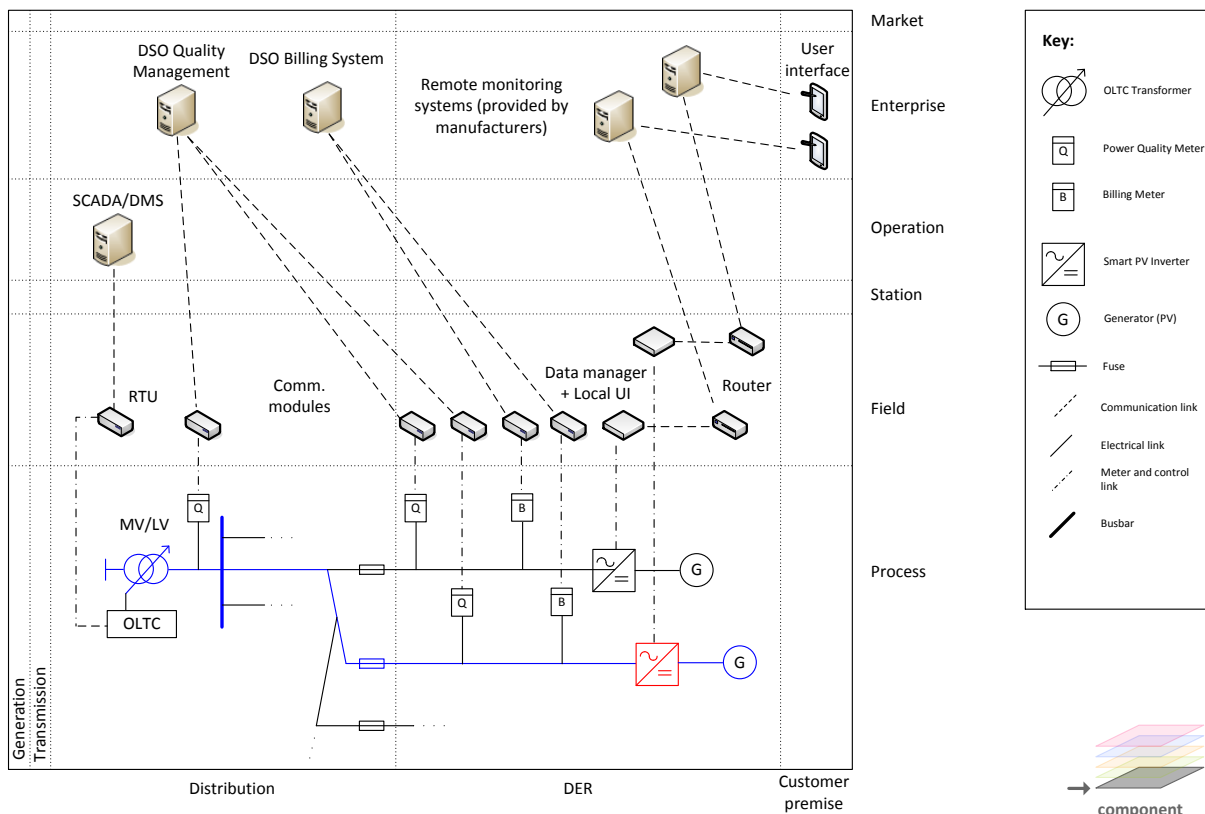 Market
DSO Quality
Management
DSO Billing System
Remote monitoring
systems (provided by
manufacturers)
User
interface
Enterprise
SCADA/DMS
Operation
Station
RTU
Comm.
modules
Data manager
+ Local UI
Router
Field
Q
Q
B
MV/LV
G
Process
Q
B
OLTC
G
Generation
Transmission
Distribution
DER
Customer
premise
Key:
OLTC Transformer
Q
Power Quality Meter
B
Billing Meter
Smart PV Inverter
G
Generator (PV)
Fuse
Communication link
Electrical link
Meter and control
link
Busbar
component